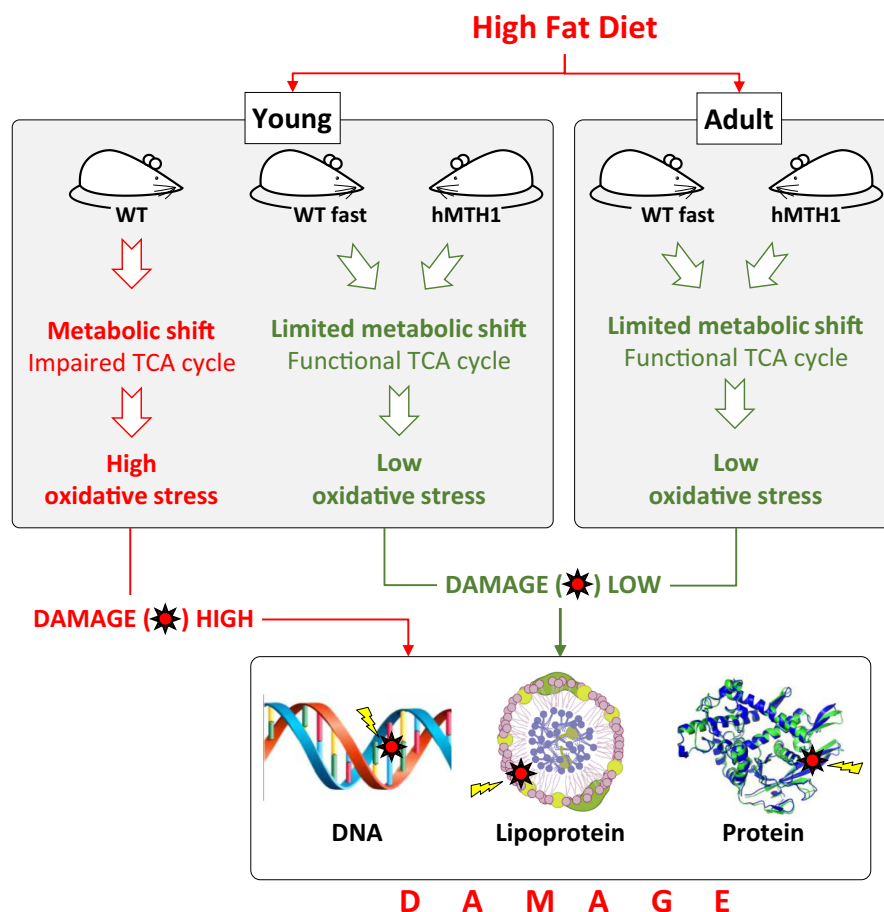 High Fat Diet
Young
Adult
WT
WT fast
hMTH1
WT fast
hMTH1
Metabolic shift
Impaired TCA cycle
Limited metabolic shift
Functional TCA cycle
Limited metabolic shift
Functional TCA cycle
High
oxidative stress
Low
oxidative stress
Low
oxidative stress
DAMAGE ( ) LOW
DAMAGE ( ) HIGH
DNA
Lipoprotein
Protein
D A M A G E